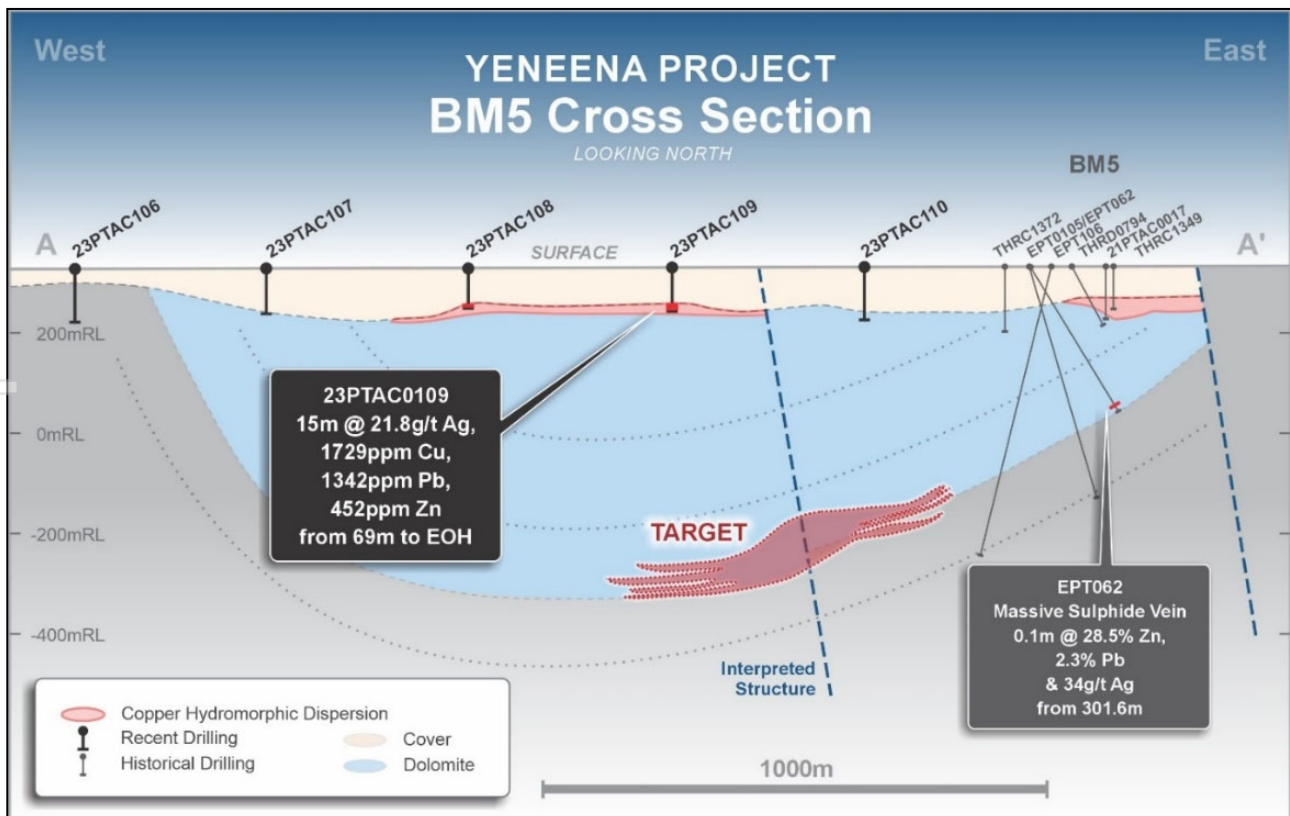 West
East
YENEENA PROJECT
BM5 Cross Section
LOOKING NORTH
BM5
A
A'
23PTAC106
23PTAC107
23PTAC108
23PTAC109
23PTAC110
THRC1372
EPT0105/EPT062
EPT106
THRD0794
21PTAC0017
THRC1349
SURFACE
200mRL
0mRL
-200mRL
-400mRL
23PTAC0109
15m @ 21.8g/t Ag,
1729ppm Cu,
1342ppm Pb,
452ppm Zn
from 69m to EOH
TARGET
EPT062
Massive Sulphide Vein
0.1m @ 28.5% Zn,
2.3% Pb
& 34g/t Ag
from 301.6m
Interpreted
Structure
Copper Hydromorphic Dispersion
Recent Drilling
Historical Drilling
Cover
Dolomite
1000m